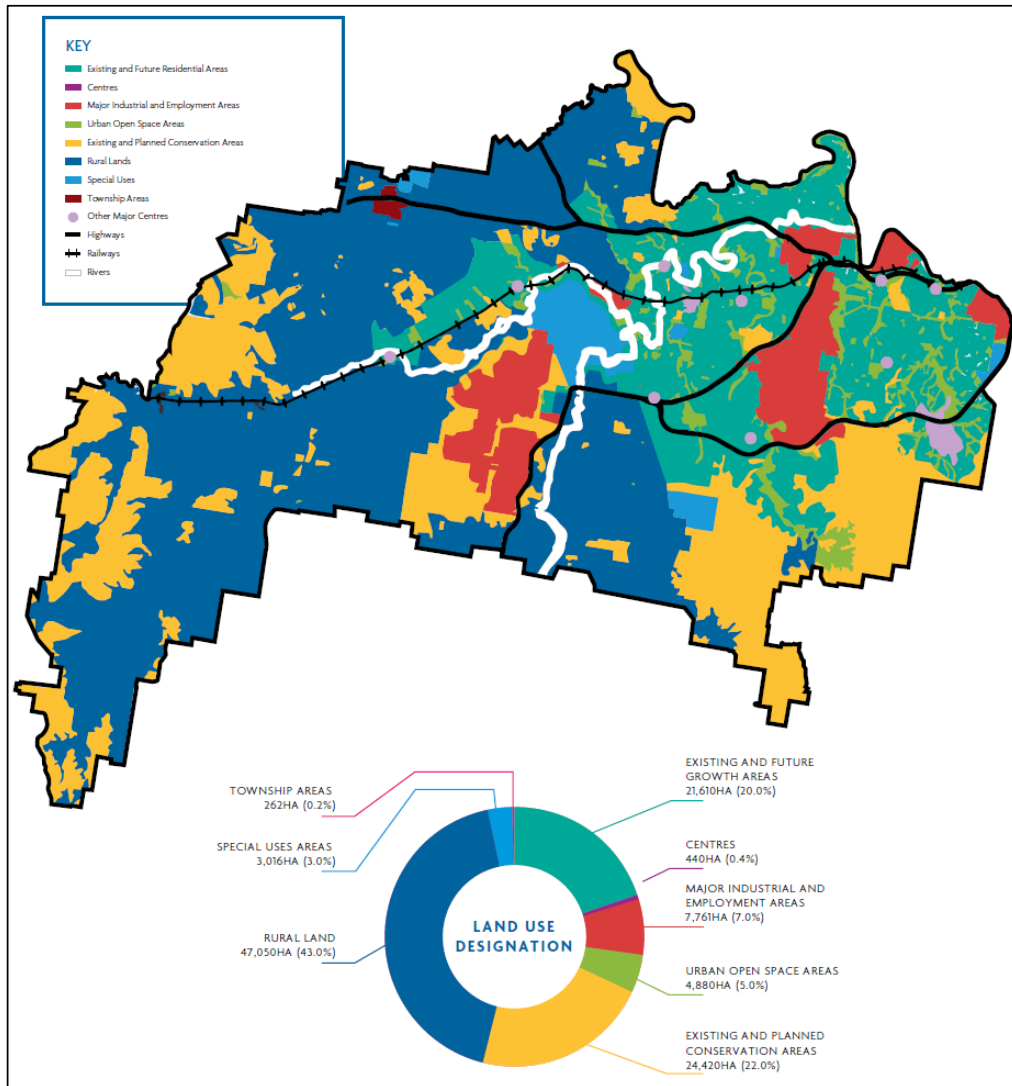 KEY
Existing and Future Residential Areas
Centres
Major Industrial and Employment Areas
Urban Open Space Areas
Existing and Planned Conservation Areas
Rural Lands
Special Uses
Township Areas
Other Major Centres
Highways
Railways
Rivers
TOWNSHIP AREAS
262HA (0.2%)
SPECIAL USES AREAS
3,016HA (3.0%)
RURAL LAND
47,050HA (43.0%)
LAND USE
DESIGNATION
EXISTING AND FUTURE
GROWTH AREAS
21,610HA (20.0%)
CENTRES
440HA (0.4%)
MAJOR INDUSTRIAL AND
EMPLOYMENT AREAS
7,761HA (7.0%)
URBAN OPEN SPACE AREAS
4,880HA (5.0%)
EXISTING AND PLANNED
CONSERVATION AREAS
24,420HA (22.0%)